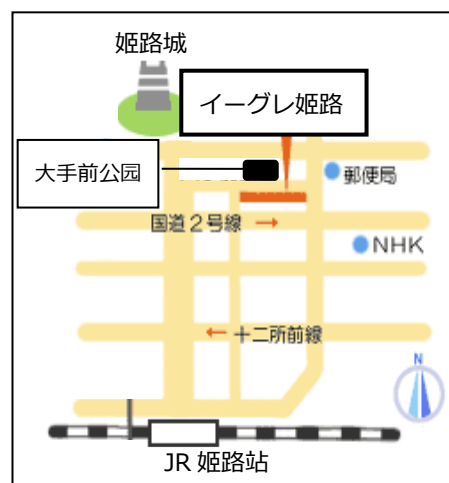 姫路城
イーグレ姫路
大手前公园
郵便局
国道２号線 →
NHK
← 十二所前線
N
JR 姫路站